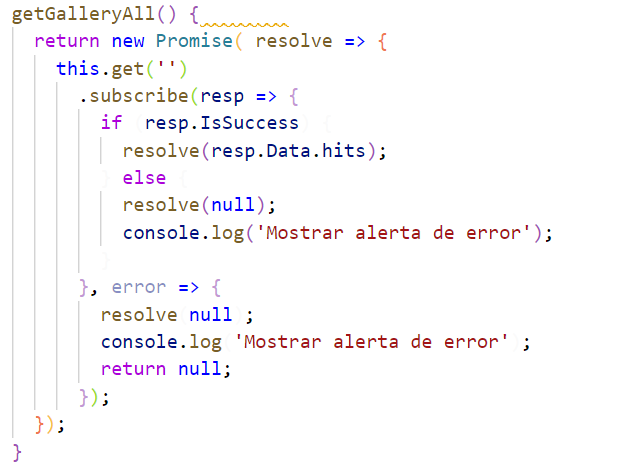 getGalleryAll() {
  return new Promise( resolve => {
    this.get('')
      .subscribe(resp => {
        if  resp.IsSuccess
          resolve(resp.Data.hits);
          else
          resolve(null);
          console.log('Mostrar alerta de error');
      }, error => {
        resolve null ;
        console.log 'Mostrar alerta de error' ;
        return null;
      });
  });
}